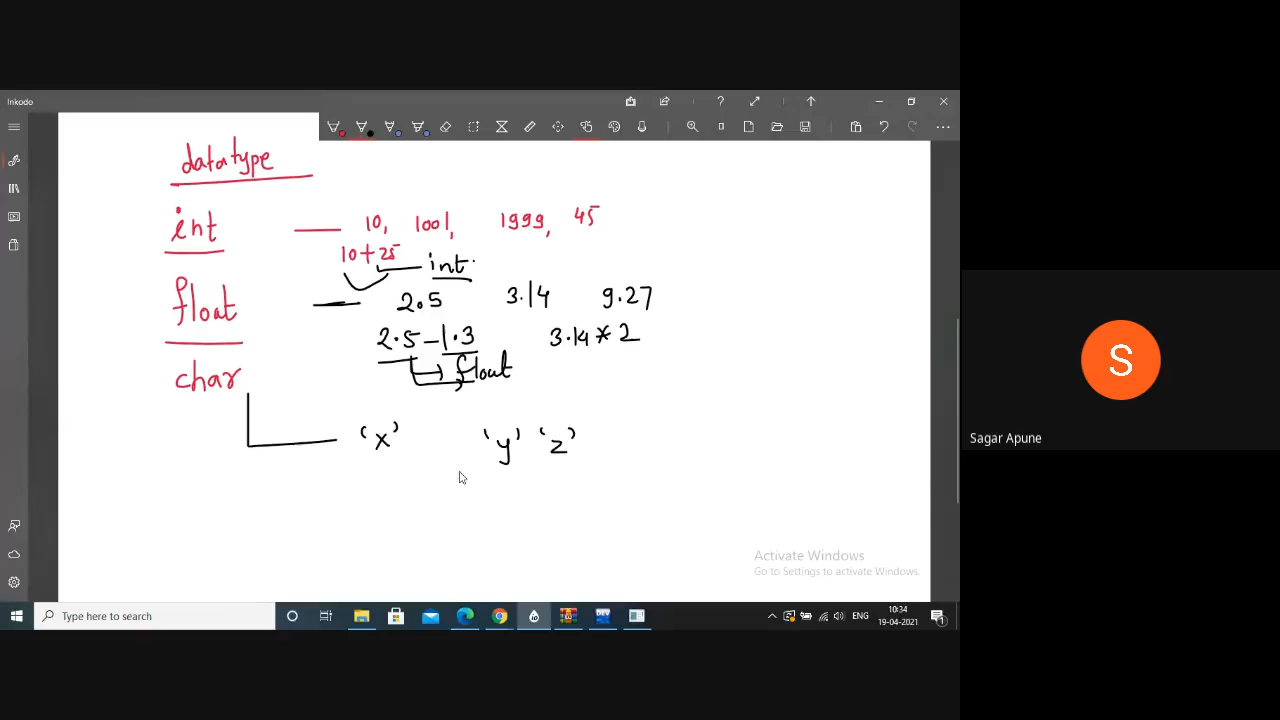 Inkodo
datatype
int 10, 1001, 1999, 45
10+25 int.
float 2.5 3.14 9.27
2.5-1.3 3.14*2
float
char
'x' 'y' 'z'
Sagar Apune
S
Activate Windows
Go to Settings to activate Windows.
Type here to search
DEV
ENG
10:34
19-04-2021
1